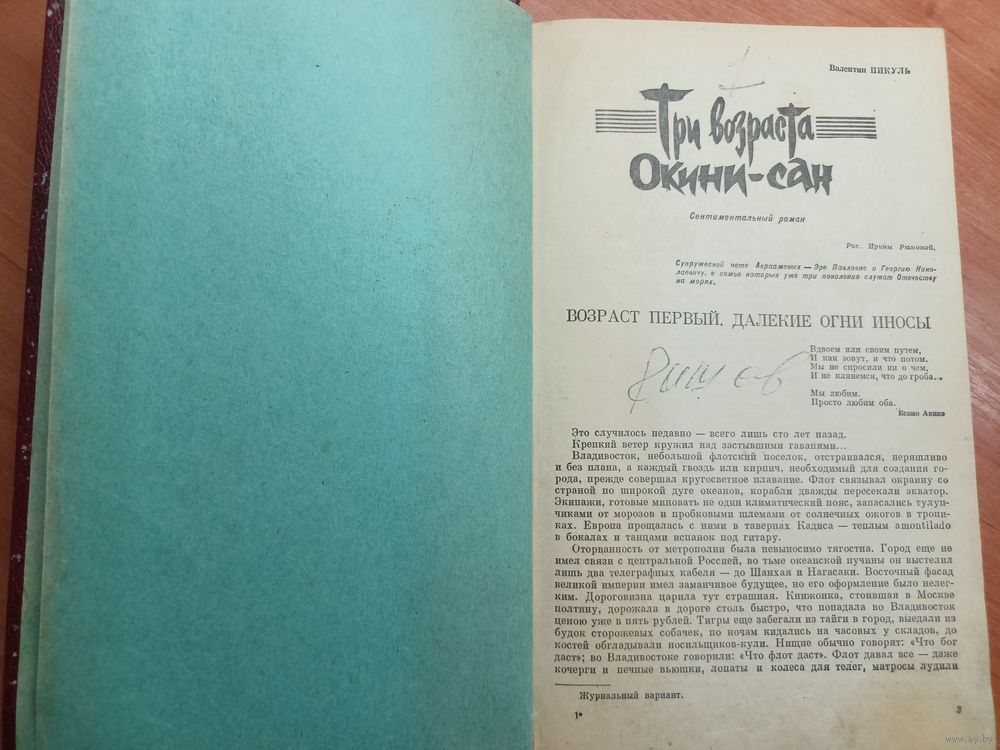 Валентин ПИКУЛЬ
Три возраста
Окини-сан
Сентиментальный роман
Рис. Ирины Рюминой.
Супружеской чете Авраамовых — Эре Павловне и Георгию Нико-
лаевичу, в семье которых уже три поколения служат Отечеству
на морях.
ВОЗРАСТ ПЕРВЫЙ. ДАЛЕКИЕ ОГНИ ИНОСЫ
Вдвоем или своим путем,
И как зовут, и что потом.
Мы не спросили ни о чем,
И не клянемся, что до гроба...
Мы любим.
Просто любим оба.
Есано Акико
Это случилось недавно — всего лишь сто лет назад.
Крепкий ветер кружил над застывшими гаванями...
Владивосток, небольшой флотский поселок, отстраивался, неряшливо
и без плана, а каждый гвоздь или кирпич, необходимый для создания го-
рода, прежде совершал кругосветное плавание. Флот связывал окраину со
страной по широкой дуге океанов, корабли дважды пересекали экватор.
Экипажи, готовые миновать не один климатический пояс, запасались тулуп-
чиками от морозов и пробковыми шлемами от солнечных ожогов в тропи-
ках. Европа прощалась с ними в тавернах Кадиса — теплым amontilado
в бокалах и танцами испанок под гитару.
Оторванность от метрополии была невыносимо тягостна. Город еще не
имел связи с центральной Россией, во тьме океанской пучины он выстелил
лишь два телеграфных кабеля — до Шанхая и Нагасаки. Восточный фасад
великой империи имел заманчивое будущее, но его оформление было нелег-
ким. Дороговизна царила тут страшная. Книжонка, стоившая в Москве
полтину, дорожала в дороге столь быстро, что попадала во Владивосток
ценою уже в пять рублей. Тигры еще забегали из тайги в город, выедали из
будок сторожевых собачек, по ночам кидались на часовых у складов, до
костей обгладывали носильщиков-кули. Нищие обычно говорят: «Что бог
даст»; во Владивостоке говорили: «Что флот даст». Флот давал все — даже
кочерги и печные вьюшки, лопаты и колеса для телег, матросы лудили
Журнальный вариант.
1*
3
www.ay.by